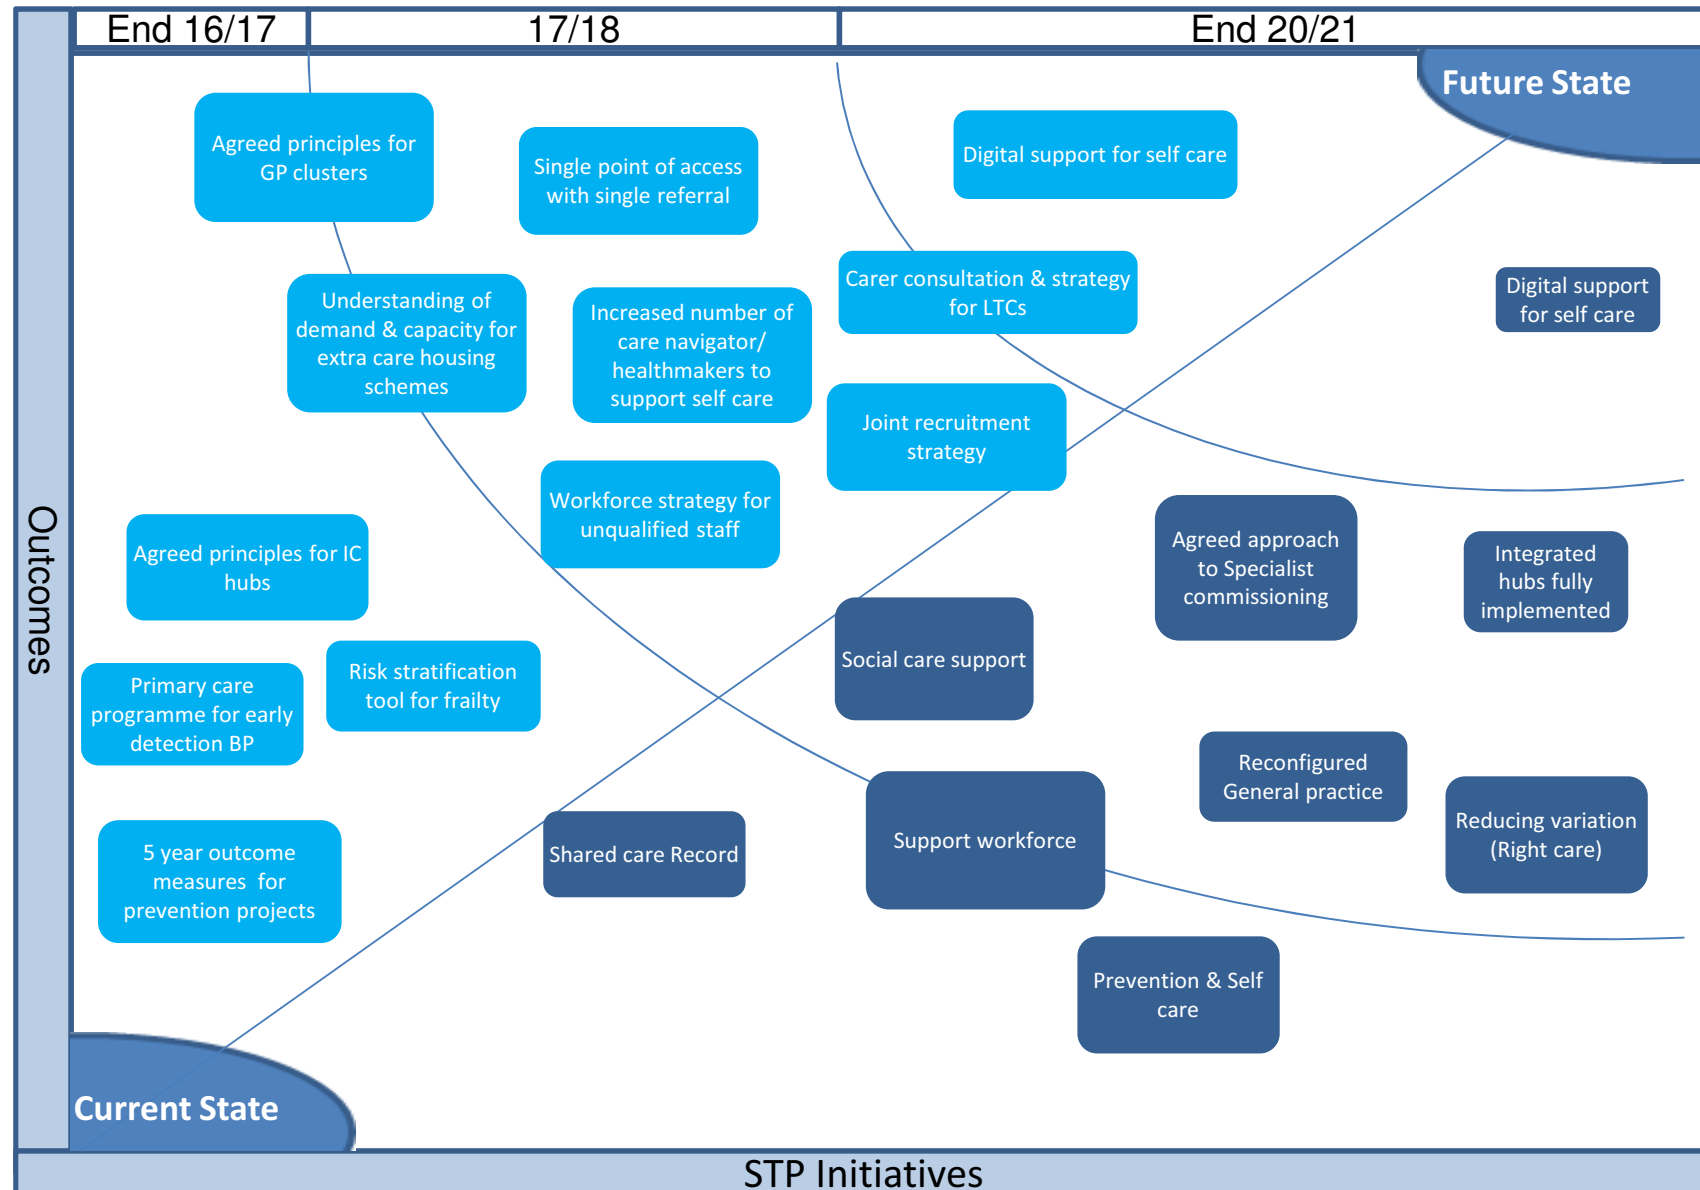 End 16/17
17/18
End 20/21
Future State
Agreed principles for
GP clusters
Single point of access
with single referral
Digital support for self care
Understanding of
demand & capacity for
extra care housing
schemes
Increased number of
care navigator/
healthmakers to
support self care
Carer consultation & strategy
for LTCs
Digital support
for self care
Joint recruitment
strategy
Workforce strategy for
unqualified staff
Agreed principles for IC
hubs
Agreed approach
to Specialist
commissioning
Integrated
hubs fully
implemented
Outcomes
Primary care
programme for early
detection BP
Risk stratification
tool for frailty
Social care support
Reconfigured
General practice
Reducing variation
(Right care)
5 year outcome
measures for
prevention projects
Shared care Record
Support workforce
Prevention & Self
care
Current State
STP Initiatives